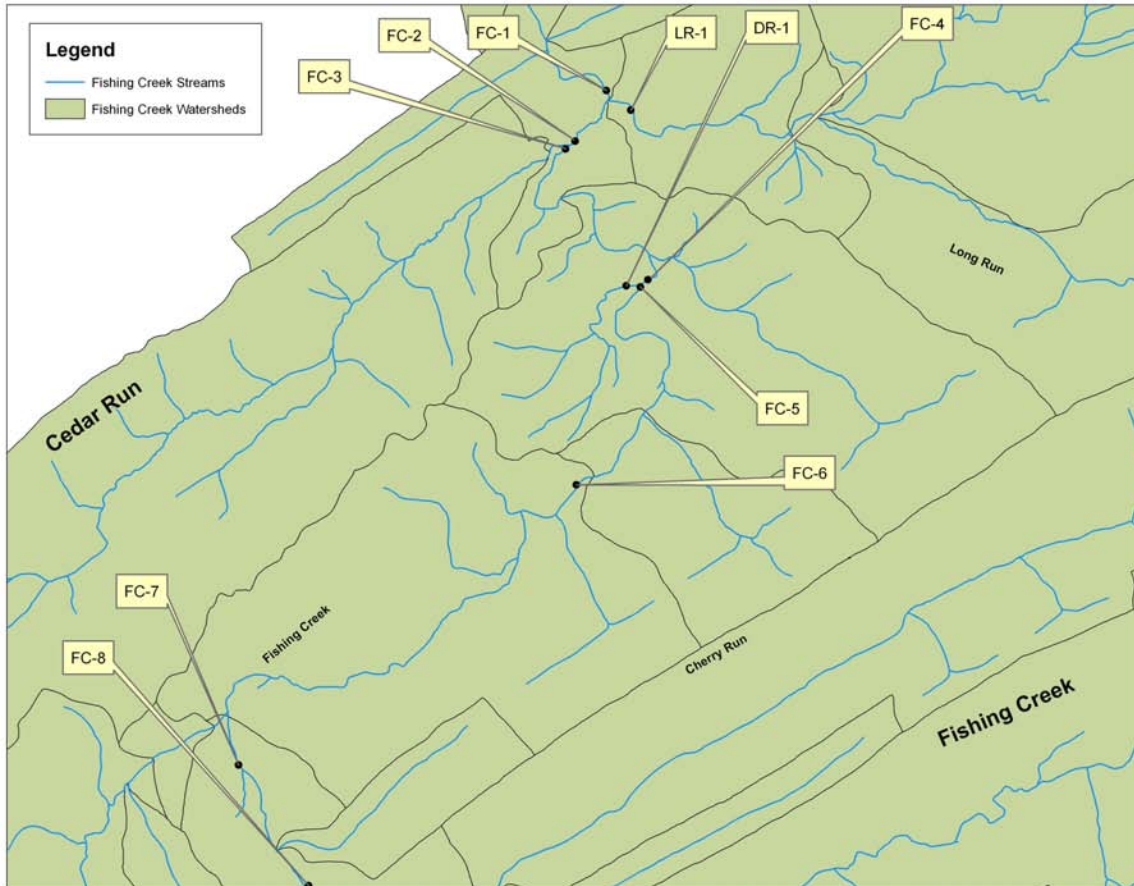 Legend
Fishing Creek Streams
Fishing Creek Watersheds
FC-3
FC-2
FC-1
LR-1
DR-1
FC-4
Long Run
Cedar Run
FC-5
FC-6
FC-7
FC-8
Fishing Creek
Cherry Run
Fishing Creek